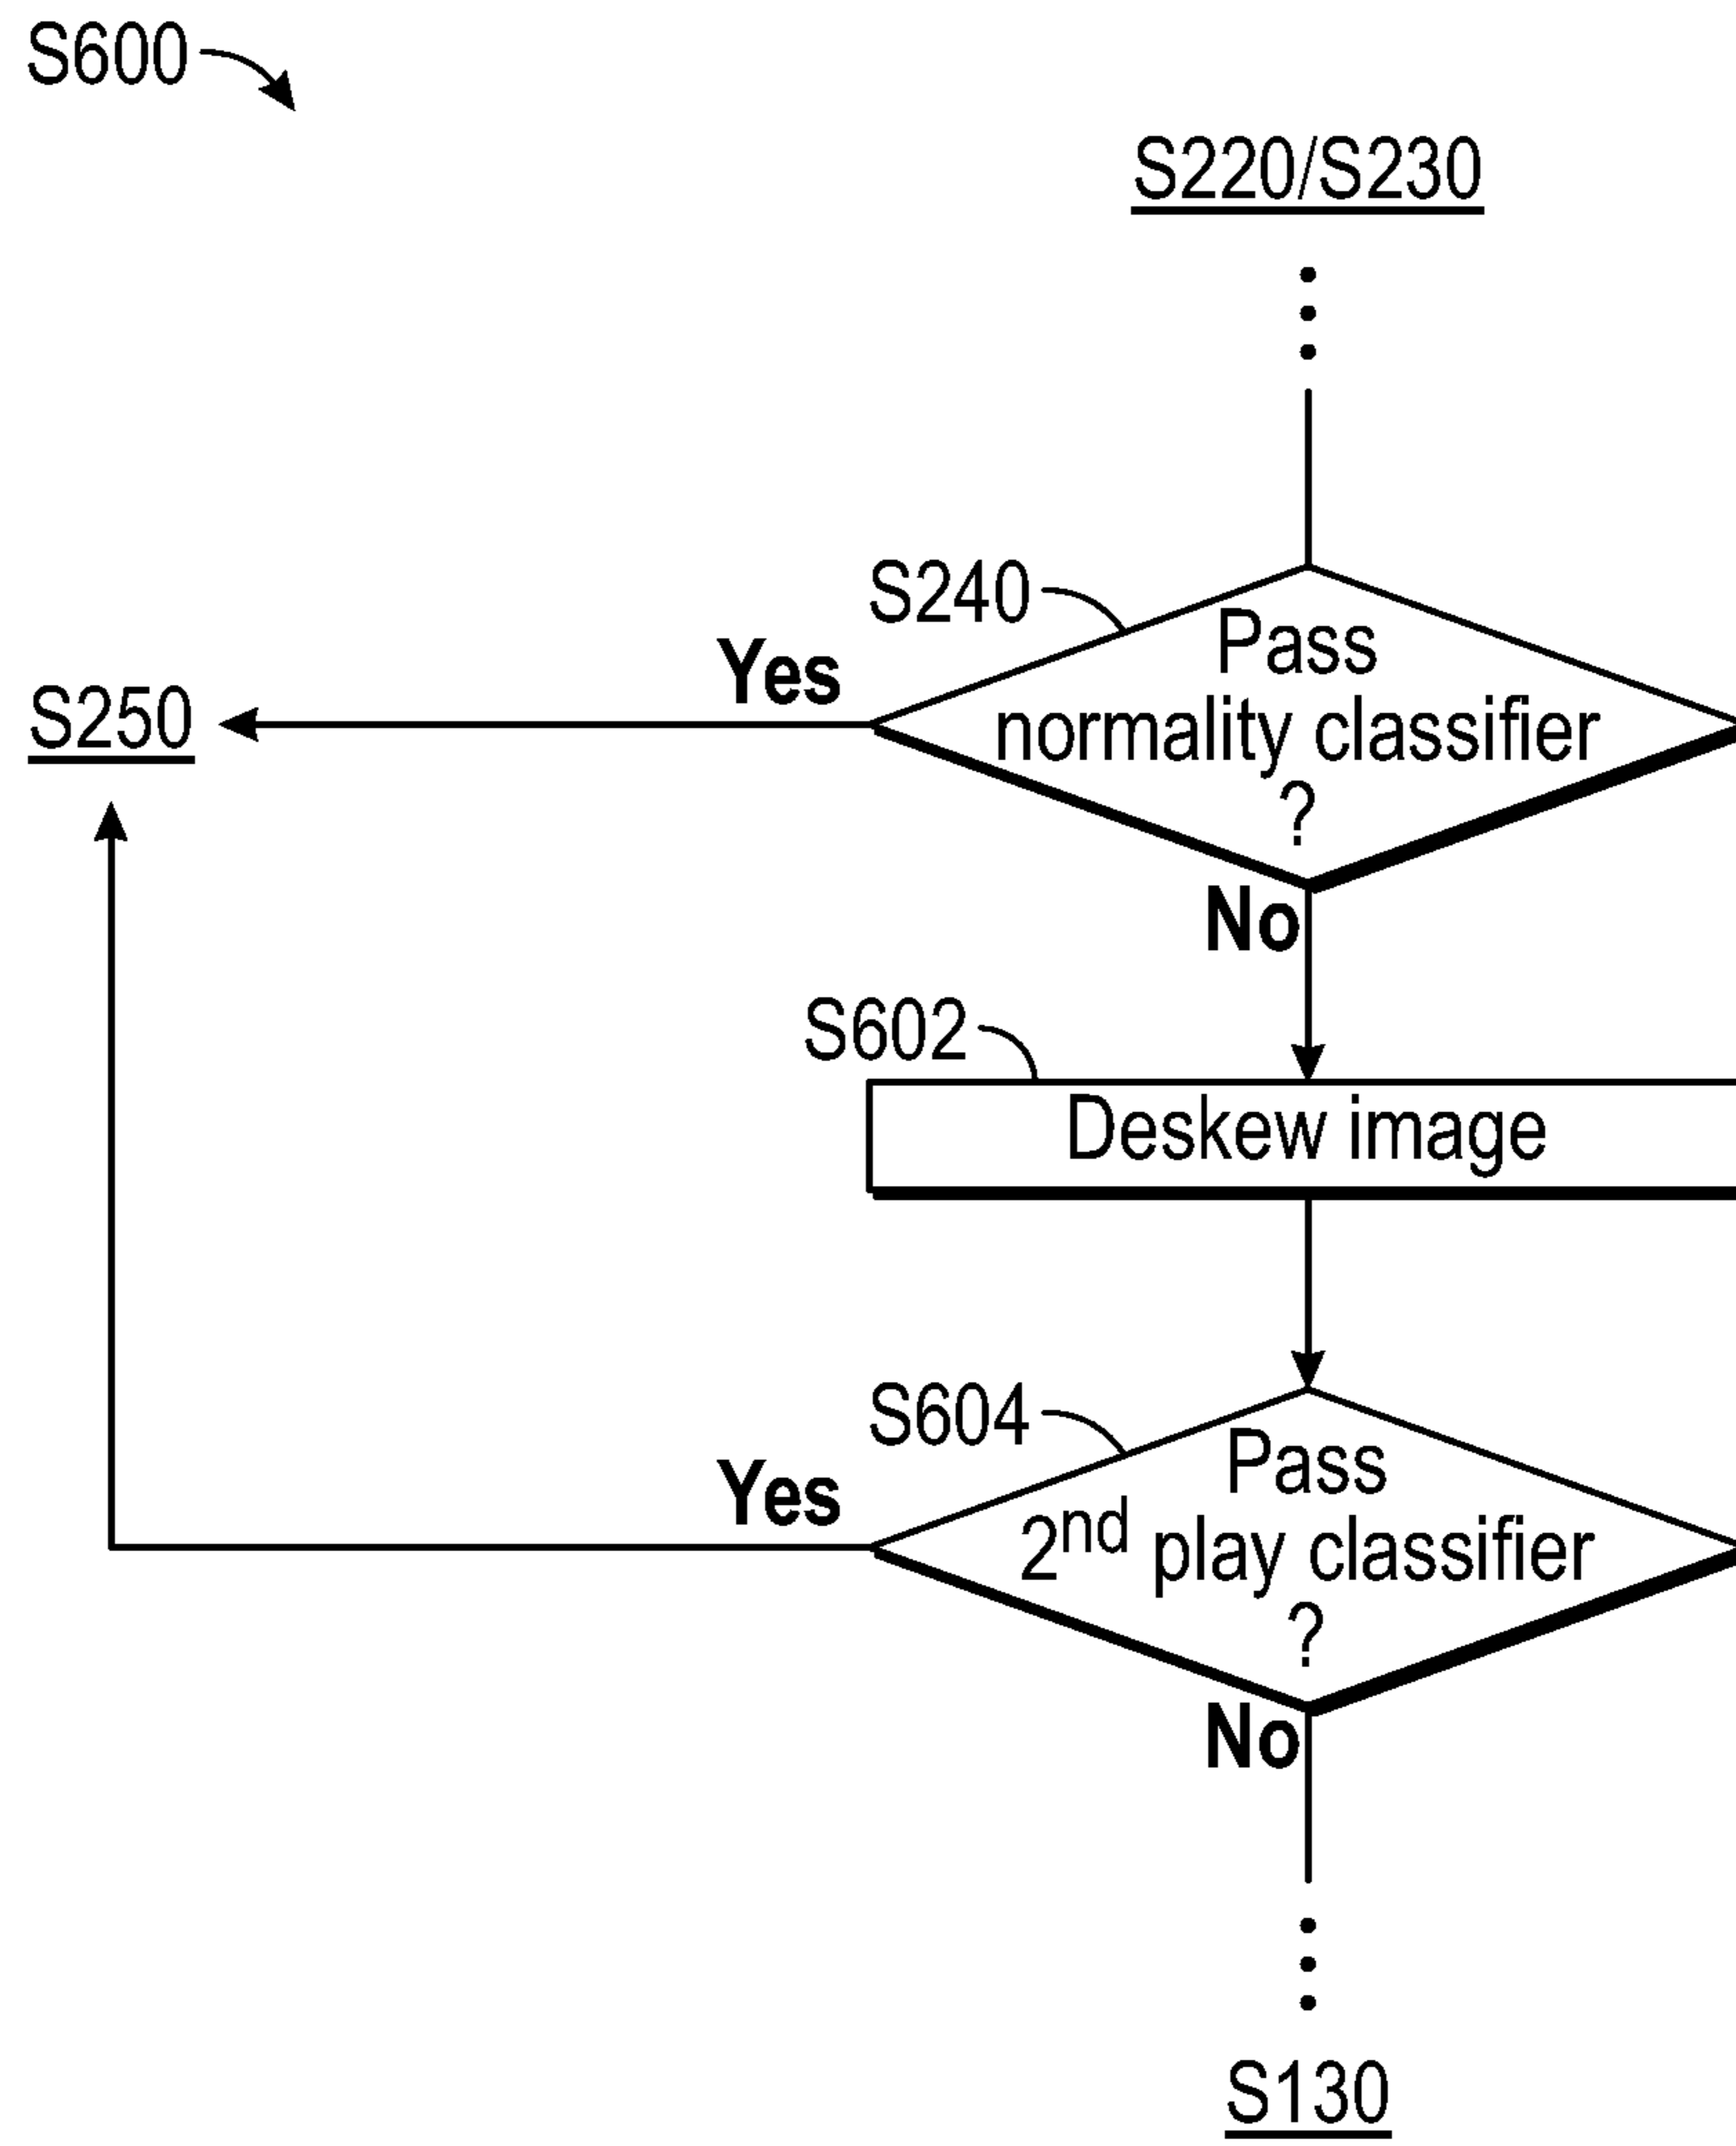 S600
S220/S230
S240
Pass
normality classifier
?
Yes
S250
No
S602
Deskew image
S604
Pass
2nd play classifier
?
Yes
No
S130